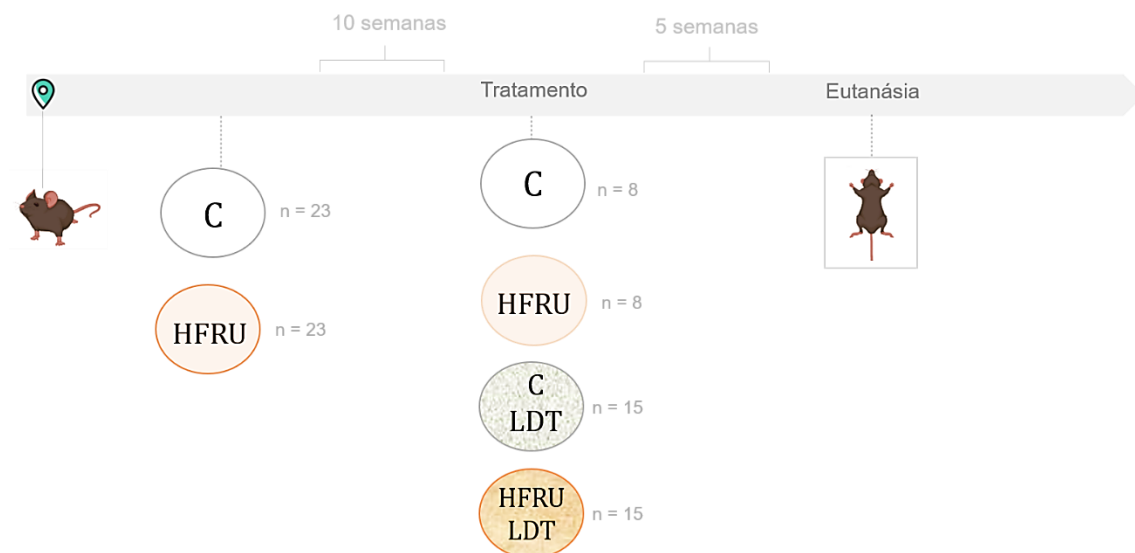 10 semanas
5 semanas
Tratamento
Eutanásia
C
n = 23
HFRU
n = 23
C
n = 8
HFRU
n = 8
C
LDT
n = 15
HFRU
LDT
n = 15